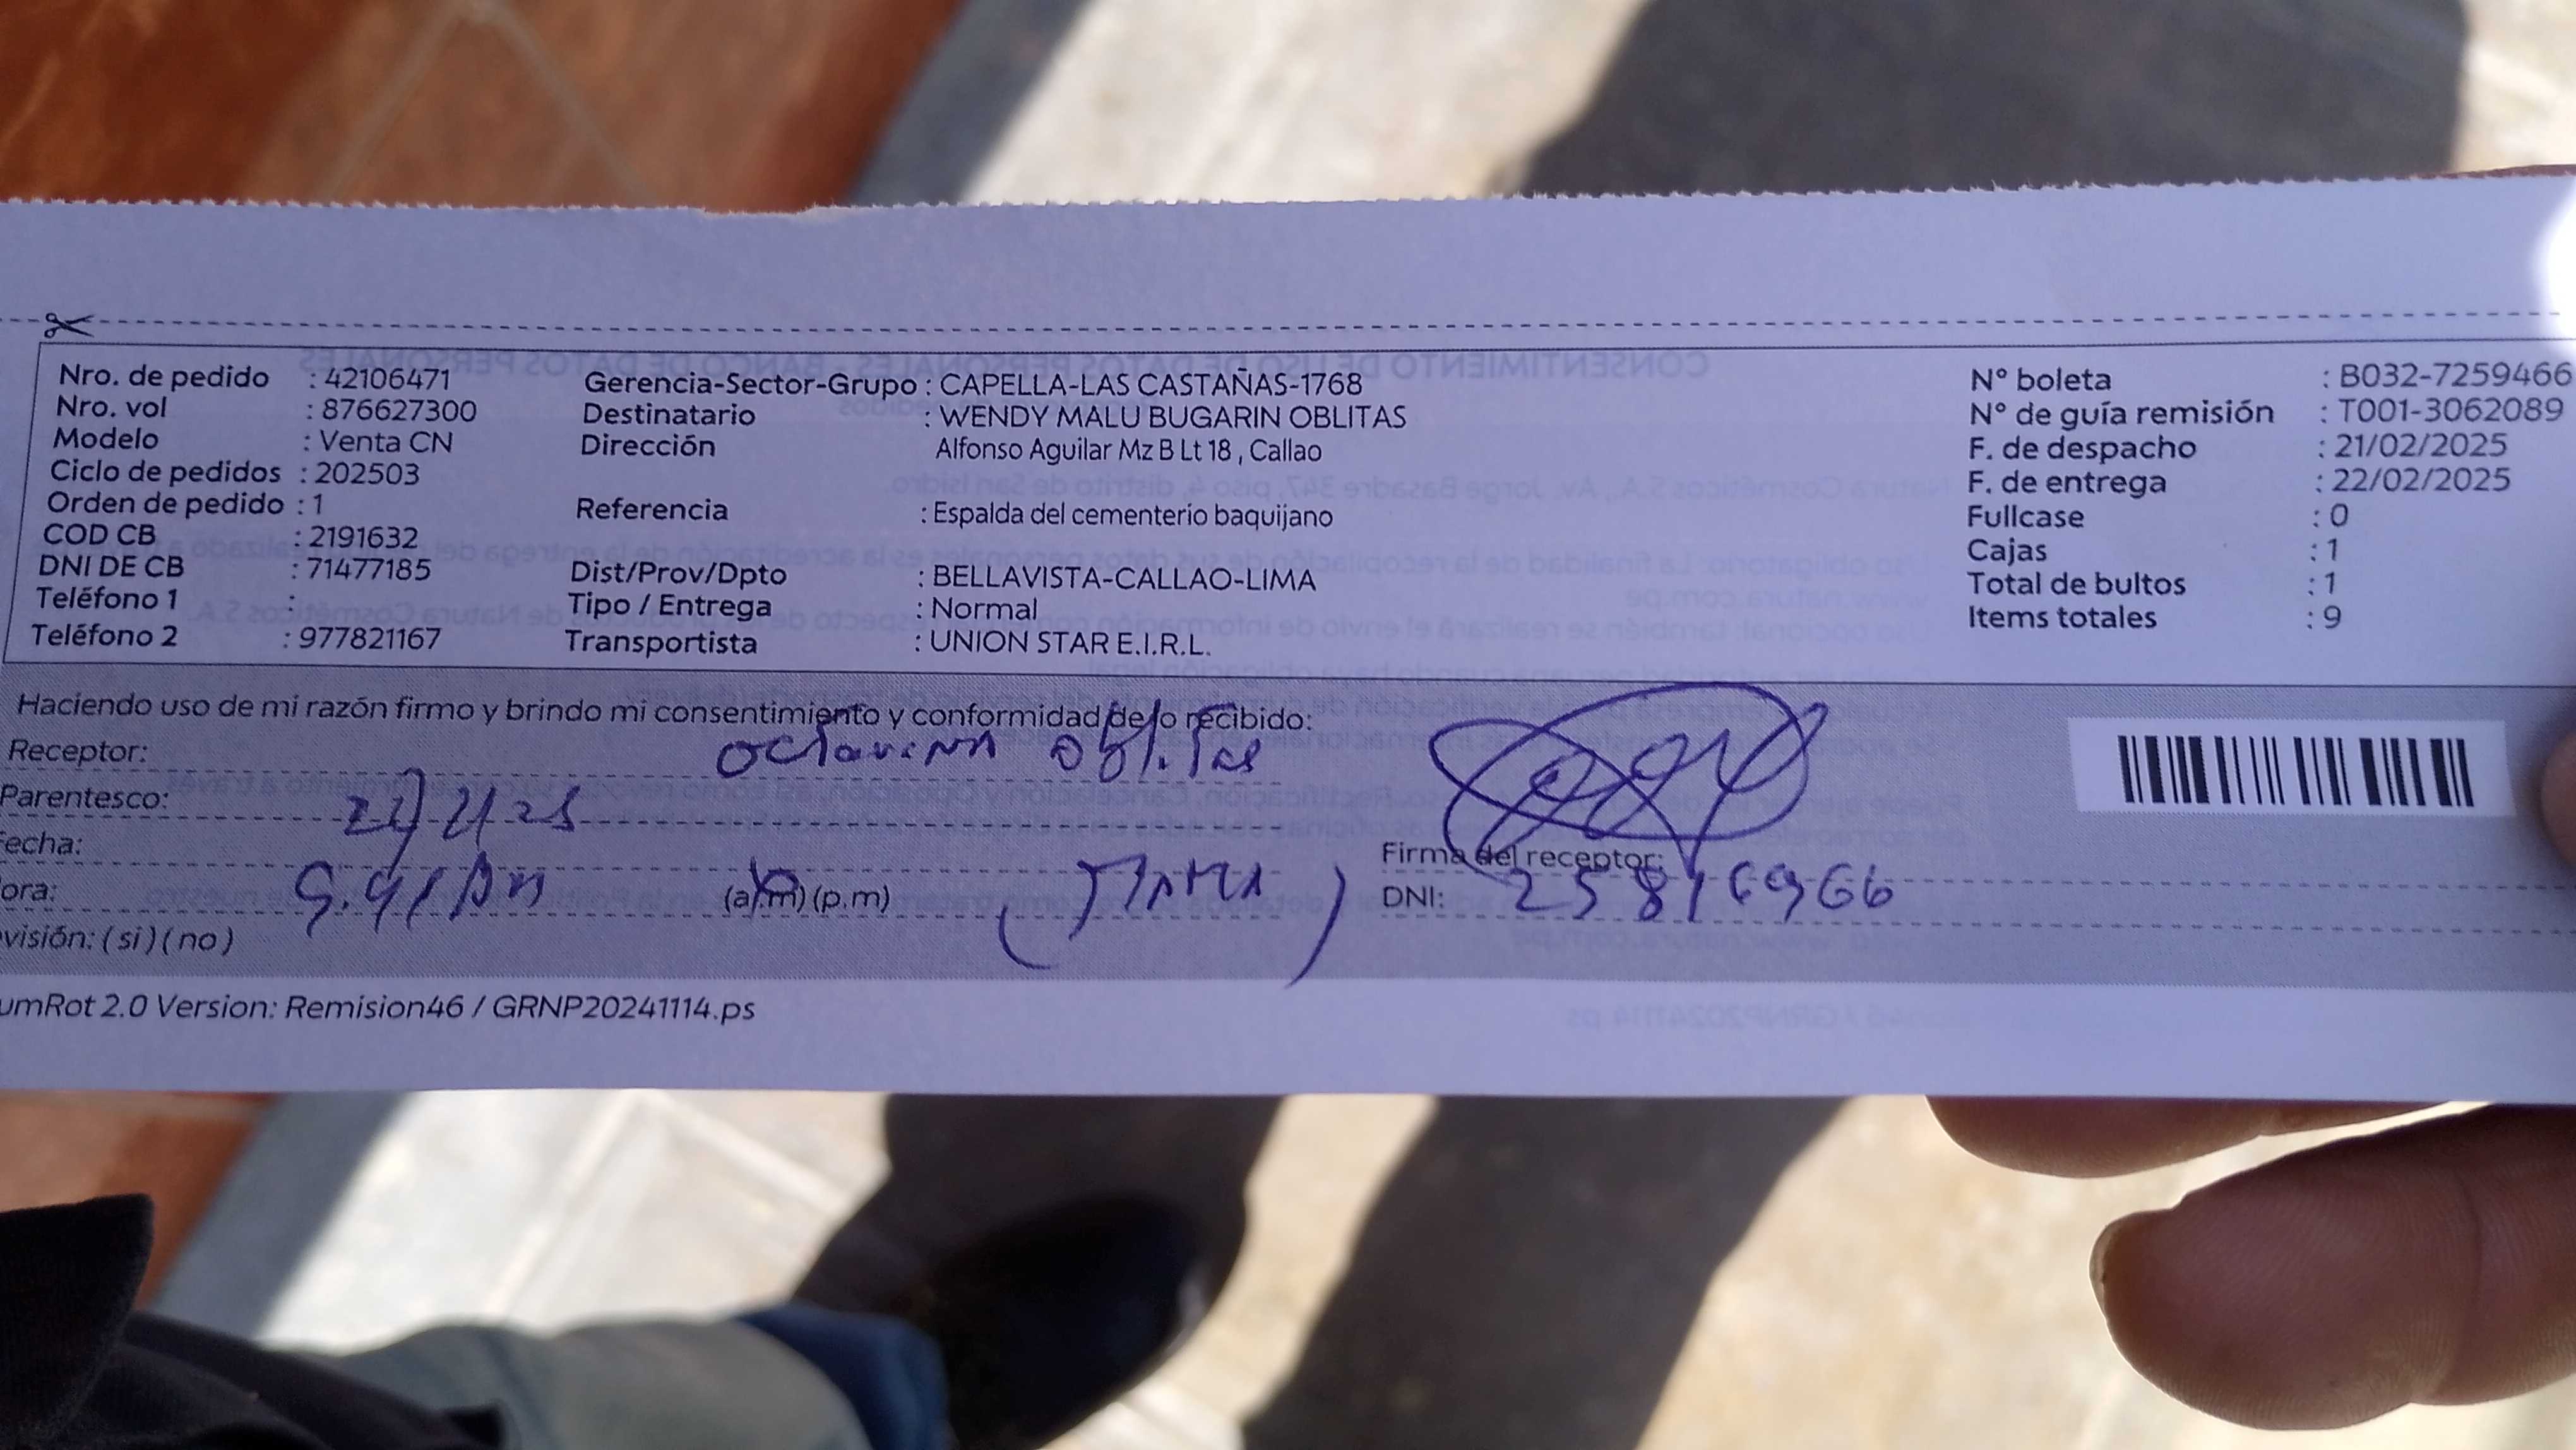 Nro. de pedido : 42106471
Nro. vol : 876627300
Modelo : Venta CN
Ciclo de pedidos : 202503
Orden de pedido : 1
COD CB : 2191632
DNI DE CB : 71477185
Teléfono 1 :
Teléfono 2 : 977821167
Gerencia-Sector-Grupo : CAPELLA-LAS CASTAÑAS-1768
Destinatario : WENDY MALU BUGARIN OBLITAS
Dirección Alfonso Aguilar Mz B Lt 18 , Callao
Referencia : Espalda del cementerio baquijano
Dist/Prov/Dpto : BELLAVISTA-CALLAO-LIMA
Tipo / Entrega : Normal
Transportista : UNION STAR E.I.R.L.
N° boleta : B032-7259466
N° de guía remisión : T001-3062089
F. de despacho : 21/02/2025
F. de entrega : 22/02/2025
Fullcase : 0
Cajas : 1
Total de bultos : 1
Items totales : 9
Haciendo uso de mi razón firmo y brindo mi consentimiento y conformidad de lo recibido:
Receptor: Oblitas
Parentesco:
echa:
ora: (a.m) (p.m)
visión: ( si ) ( no )
Firma del receptor:
DNI:
umRot 2.0 Version: Remision46 / GRNP20241114.ps